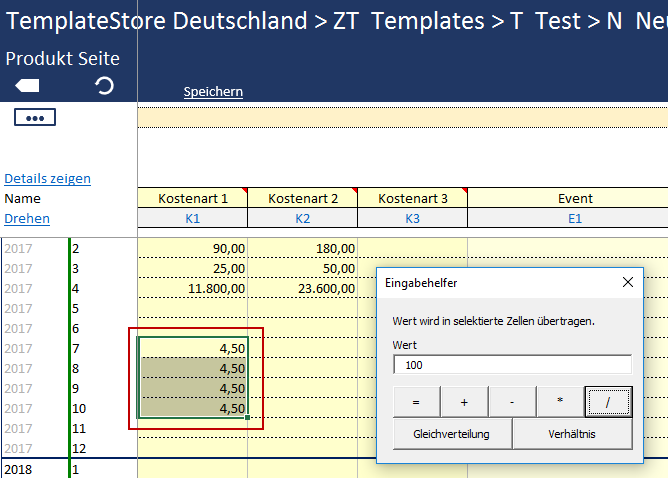 TemplateStore Deutschland > ZT Templates > T Test > N Neu
Produkt Seite
Speichern
•••
Details zeigen
Name Kostenart 1 Kostenart 2 Kostenart 3 Event
Drehen K1 K2 K3 E1
2017 2 90,00 180,00
2017 3 25,00 50,00
2017 4 11.800,00 23.600,00
2017 5
2017 6
2017 7 4,50
2017 8 4,50
2017 9 4,50
2017 10 4,50
2017 11
2017 12
2018 1
Eingabehelfer
Wert wird in selektierte Zellen übertragen.
Wert
100
= + - * /
Gleichverteilung Verhältnis